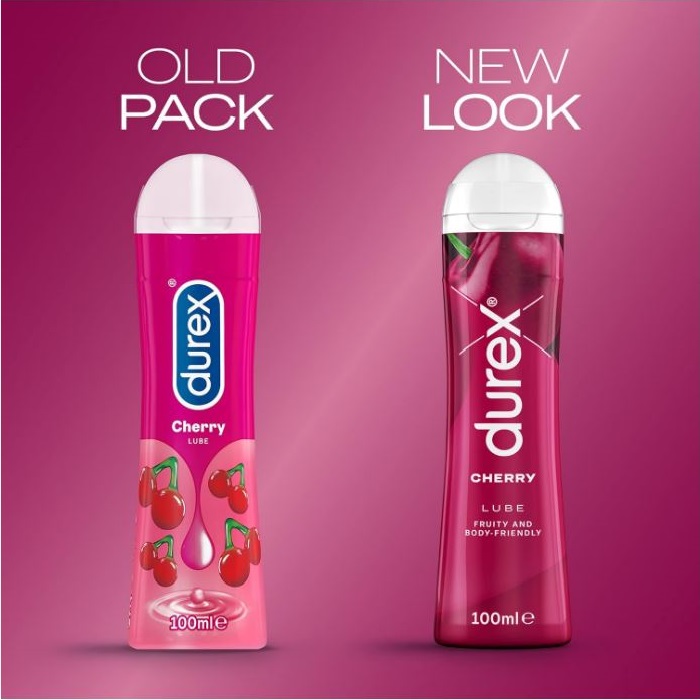 OLD
PACK
NEW
LOOK
durex®
Cherry
LUBE
100ml e
durex®
CHERRY
LUBE
FRUITY AND
BODY-FRIENDLY
100ml e